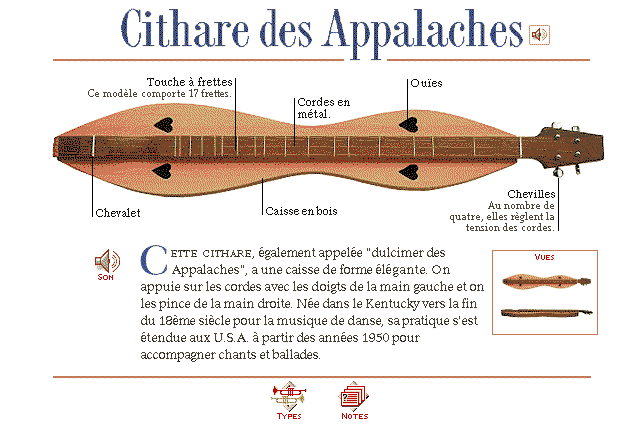 Cithare des Appalaches
Touche à frettes
Ce modèle comporte 17 frettes.
Cordes en
métal.
Ouïes
Chevalet
Caisse en bois
Chevilles
Au nombre de
quatre, elles règlent la
tension des cordes.
Son
Cette cithare, également appelée "dulcimer des
Appalaches", a une caisse de forme élégante. On
appuie sur les cordes avec les doigts de la main gauche et on
les pince de la main droite. Née dans le Kentucky vers la fin
du 18ème siècle pour la musique de danse, sa pratique s'est
étendue aux U.S.A. à partir des années 1950 pour
accompagner chants et ballades.
Vues
Types
Notes